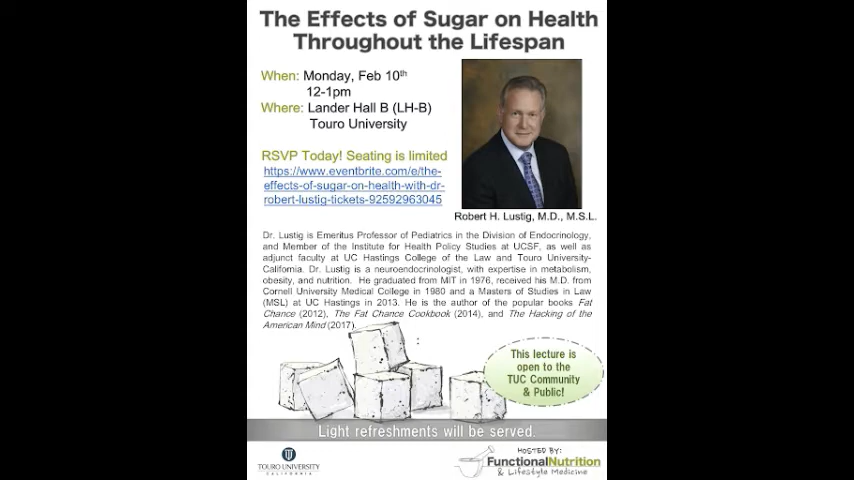 The Effects of Sugar on Health
Throughout the Lifespan
When: Monday, Feb 10th
12-1pm
Where: Lander Hall B (LH-B)
Touro University
RSVP Today! Seating is limited
https://www.eventbrite.com/e/the-
effects-of-sugar-on-health-with-dr-
robert-lustig-tickets-92592963045
Robert H. Lustig, M.D., M.S.L.
Dr. Lustig is Emeritus Professor of Pediatrics in the Division of Endocrinology,
and Member of the Institute for Health Policy Studies at UCSF, as well as
adjunct faculty at UC Hastings College of the Law and Touro University-
California. Dr. Lustig is a neuroendocrinologist, with expertise in metabolism,
obesity, and nutrition. He graduated from MIT in 1976, received his M.D. from
Cornell University Medical College in 1980 and a Masters of Studies in Law
(MSL) at UC Hastings in 2013. He is the author of the popular books Fat
Chance (2012), The Fat Chance Cookbook (2014), and The Hacking of the
American Mind (2017).
This lecture is
open to the
TUC Community
& Public!
Light refreshments will be served.
TOURO UNIVERSITY
CALIFORNIA
HOSTED BY:
FunctionalNutrition
& Lifestyle Medicine